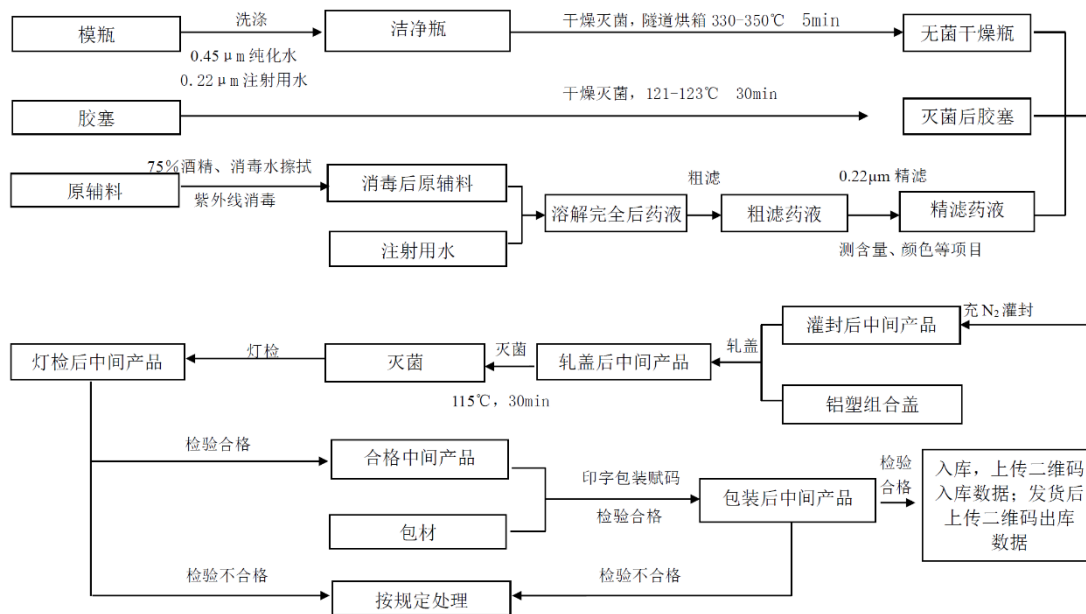 模瓶
洗涤
0.45μm纯化水
0.22μm注射用水
洁净瓶
干燥灭菌，隧道烘箱 330-350℃ 5min
无菌干燥瓶
胶塞
干燥灭菌，121-123℃ 30min
灭菌后胶塞
原辅料
75%酒精、消毒水擦拭
紫外线消毒
消毒后原辅料
注射用水
溶解完全后药液
粗滤
粗滤药液
0.22μm 精滤
测含量、颜色等项目
精滤药液
充N₂灌封
灌封后中间产品
铝塑组合盖
轧盖
轧盖后中间产品
灭菌
115℃，30min
灭菌
灯检
灯检后中间产品
检验合格
合格中间产品
包材
印字包装赋码
检验合格
包装后中间产品
检验
合格
入库，上传二维码
入库数据；发货后
上传二维码出库
数据
检验不合格
按规定处理
检验不合格